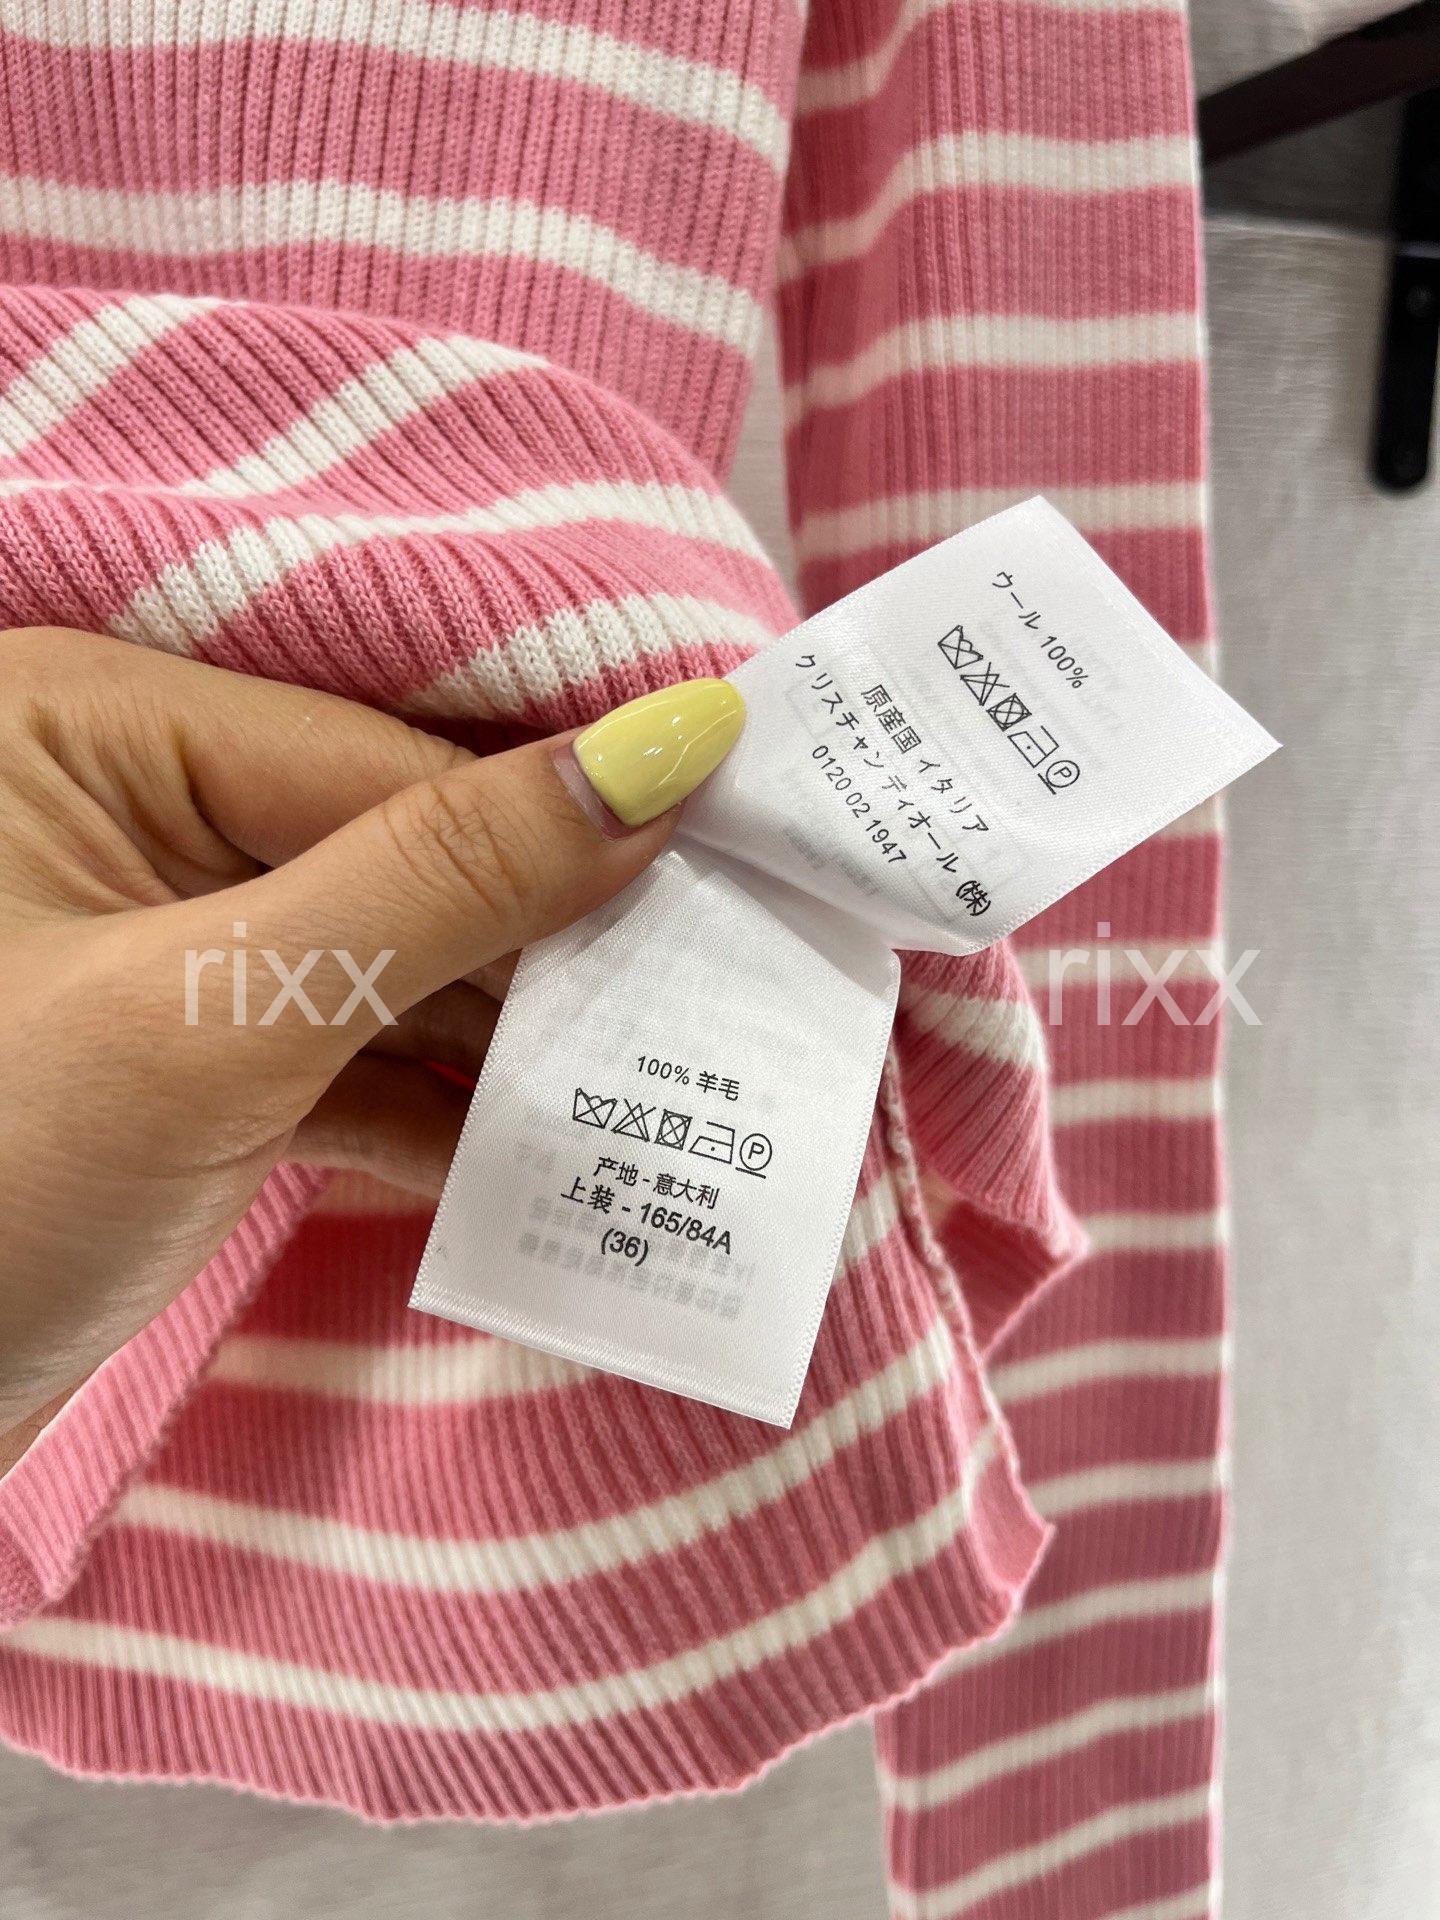 ウール 100%
P
原産国 イタリア
クリスチャン ディオール (株)
0120 02 1947
rixx
rixx
100% 羊毛
P
产地 - 意大利
上装 - 165/84A
(36)